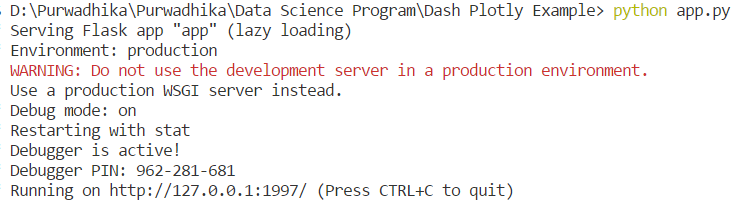 D:\Purwadhika\Purwadhika\Data Science Program\Dash Plotly Example> python app.py
Serving Flask app "app" (lazy loading)
Environment: production
WARNING: Do not use the development server in a production environment.
Use a production WSGI server instead.
Debug mode: on
Restarting with stat
Debugger is active!
Debugger PIN: 962-281-681
Running on http://127.0.0.1:1997/ (Press CTRL+C to quit)